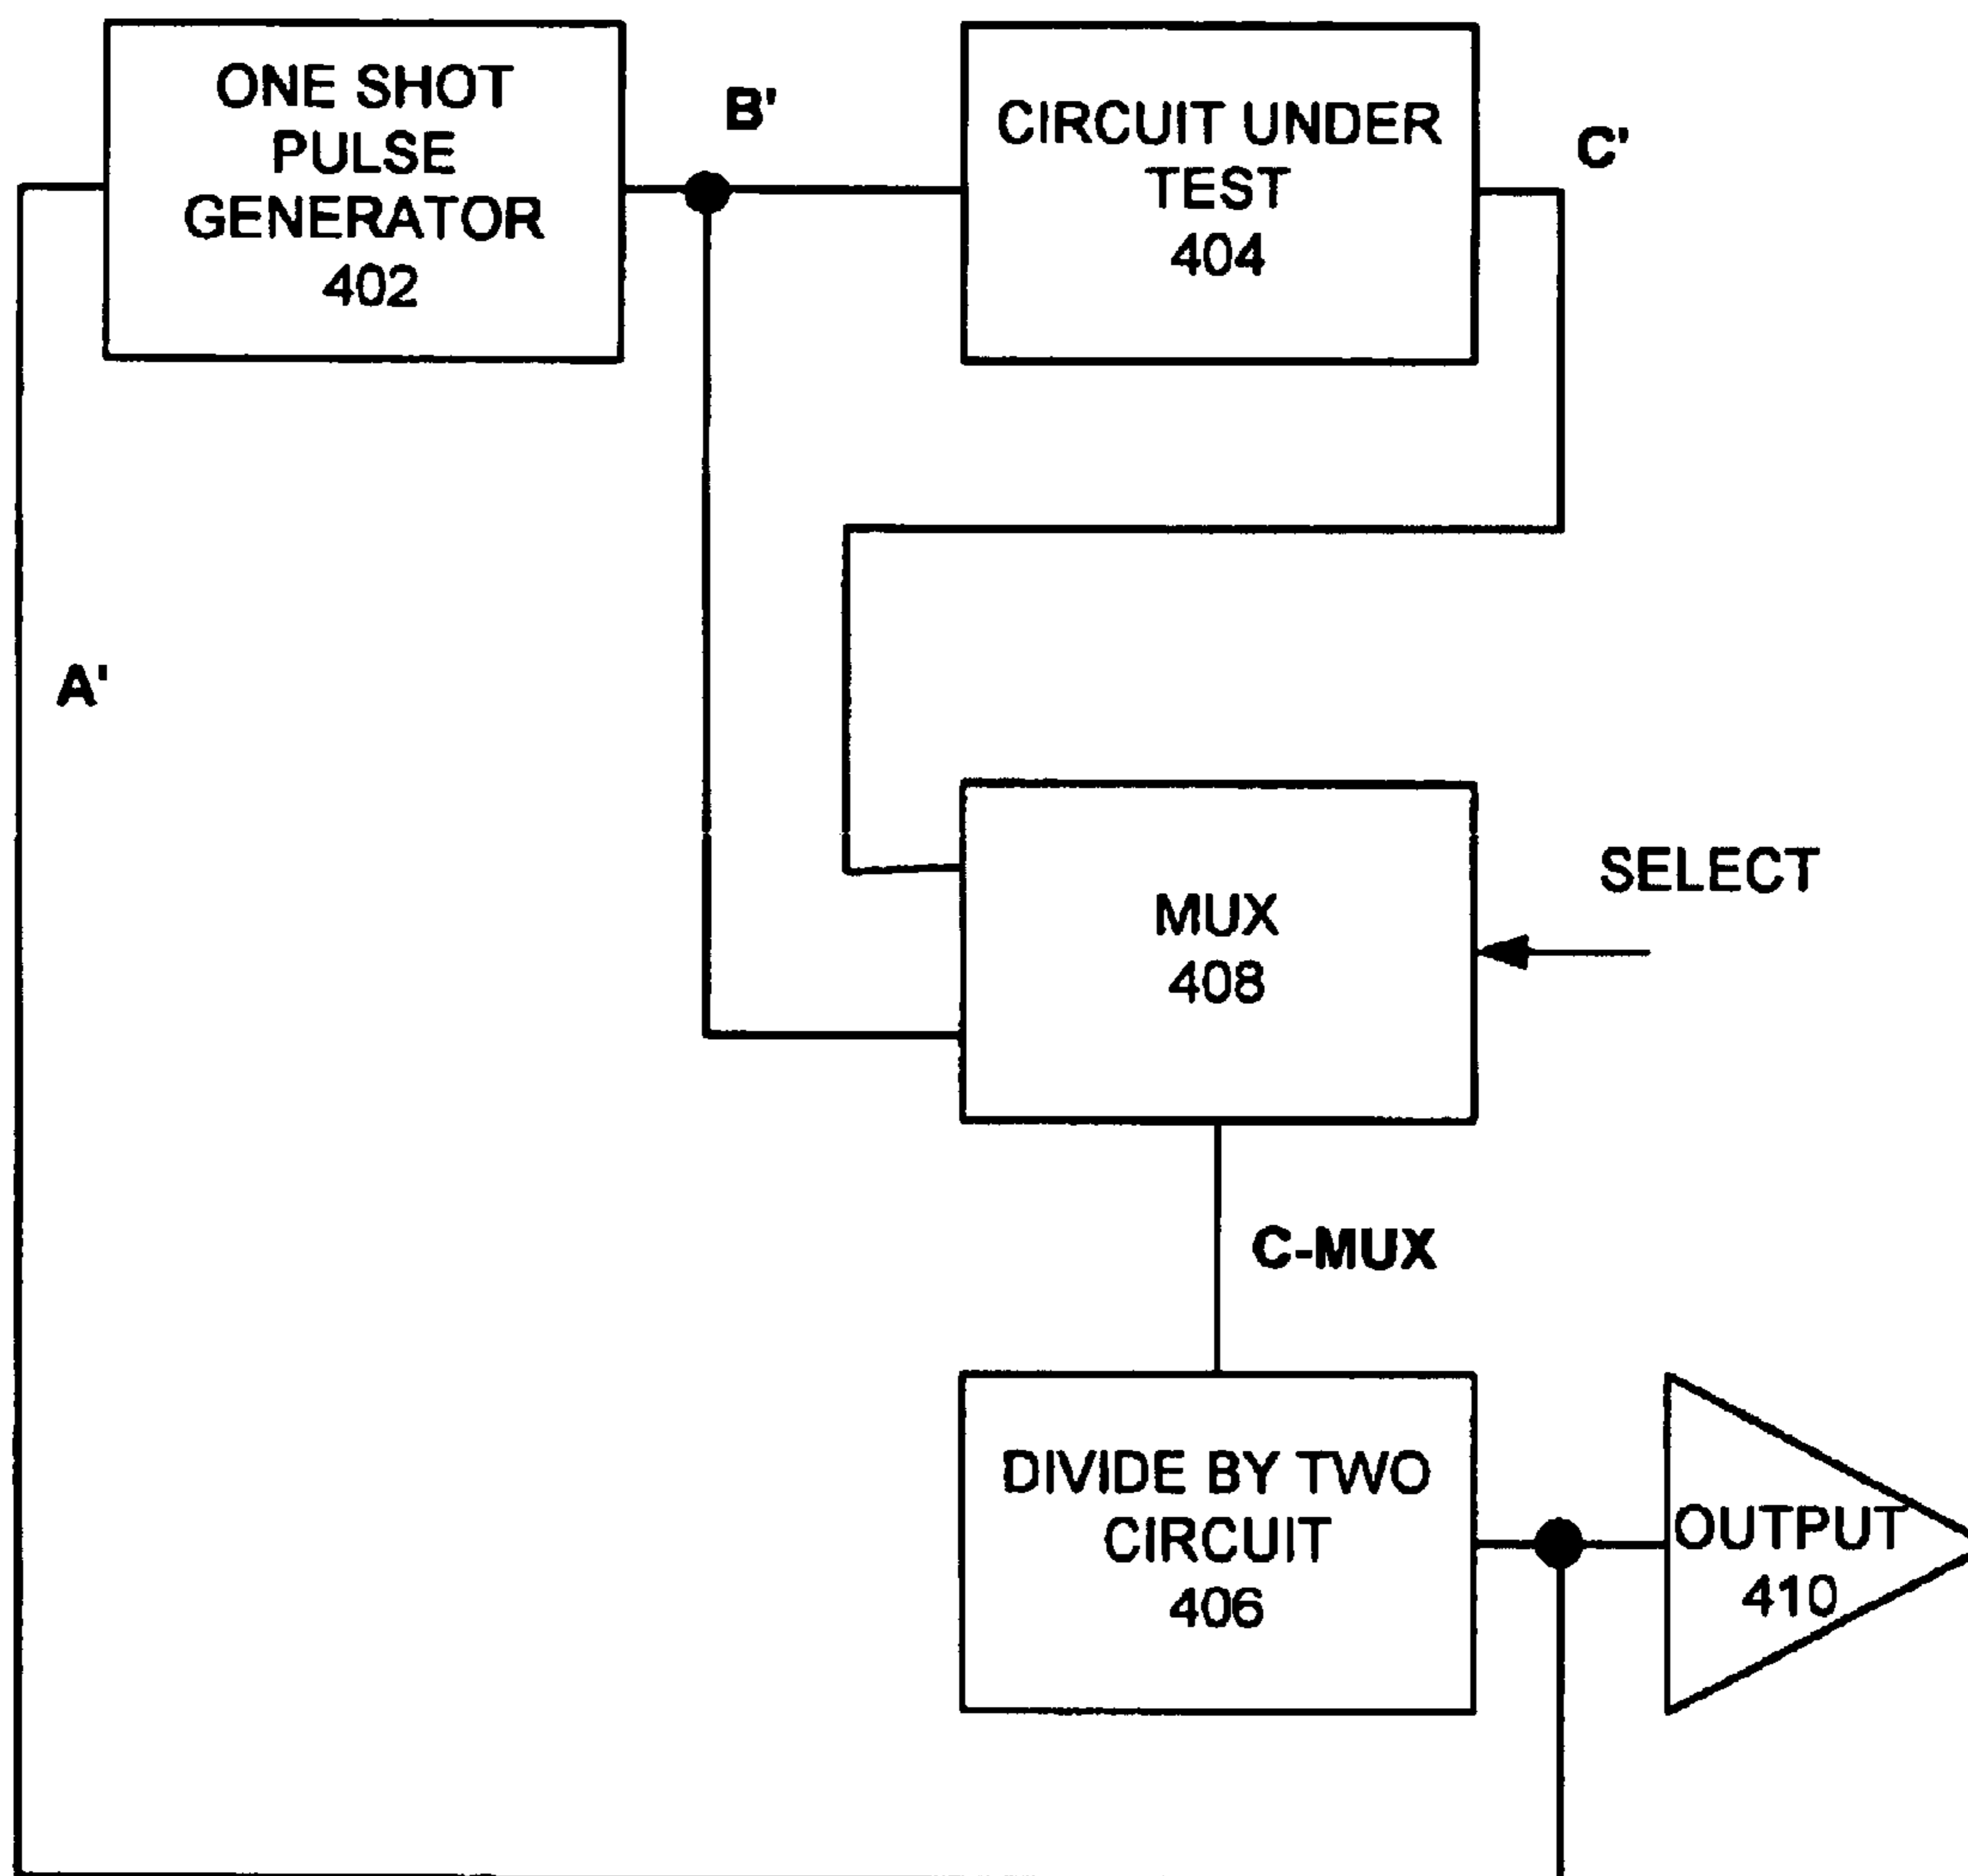 ONE SHOT
PULSE
GENERATOR
402
B'
CIRCUIT UNDER
TEST
404
C'
A'
MUX
408
SELECT
C-MUX
DIVIDE BY TWO
CIRCUIT
406
OUTPUT
410